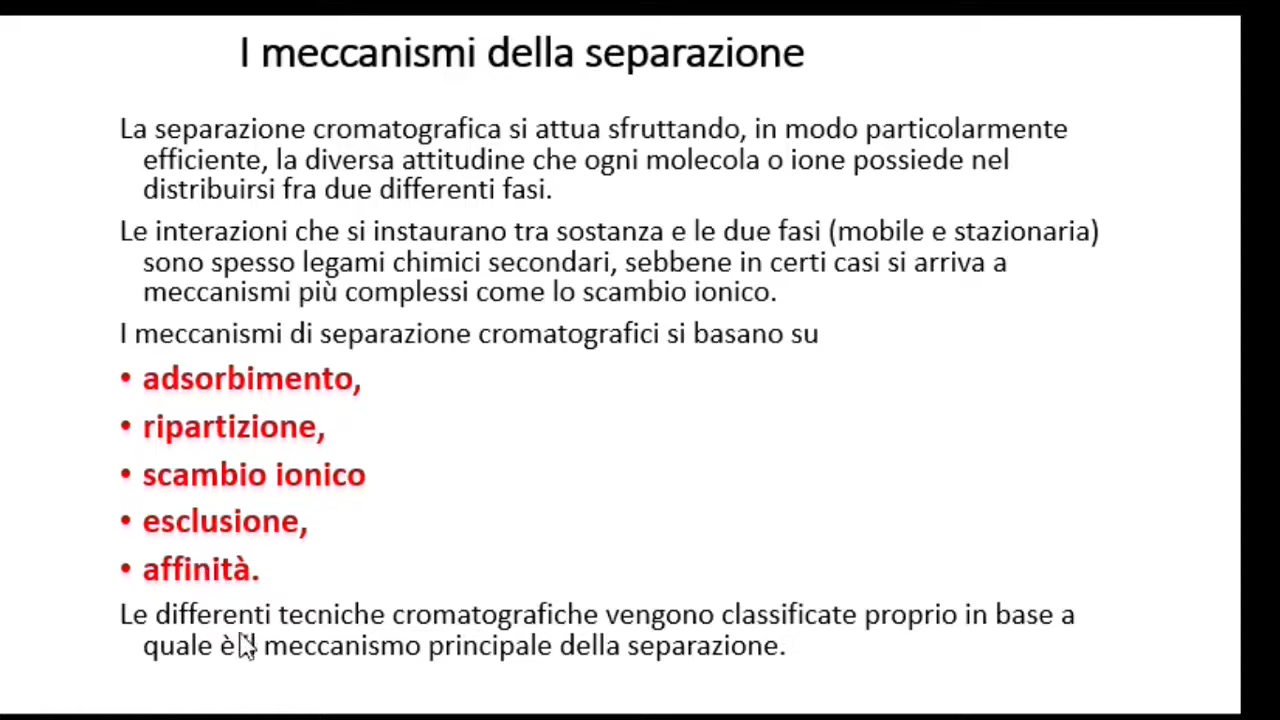 I meccanismi della separazione
La separazione cromatografica si attua sfruttando, in modo particolarmente
efficiente, la diversa attitudine che ogni molecola o ione possiede nel
distribuirsi fra due differenti fasi.
Le interazioni che si instaurano tra sostanza e le due fasi (mobile e stazionaria)
sono spesso legami chimici secondari, sebbene in certi casi si arriva a
meccanismi più complessi come lo scambio ionico.
I meccanismi di separazione cromatografici si basano su
• adsorbimento,
• ripartizione,
• scambio ionico
• esclusione,
• affinità.
Le differenti tecniche cromatografiche vengono classificate proprio in base a
quale è meccanismo principale della separazione.